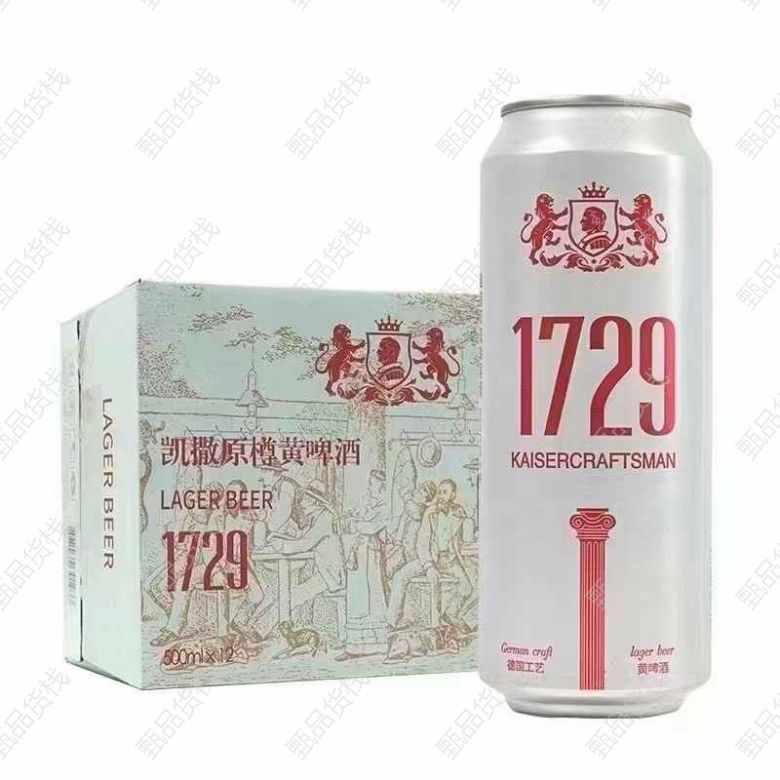 凯撒原樽黄啤酒
LAGER BEER
1729
500ml×12
LAGER BEER
1729
KAISERCRAFTSMAN
German craft
德国工艺
lager beer
黄啤酒
甄品货栈